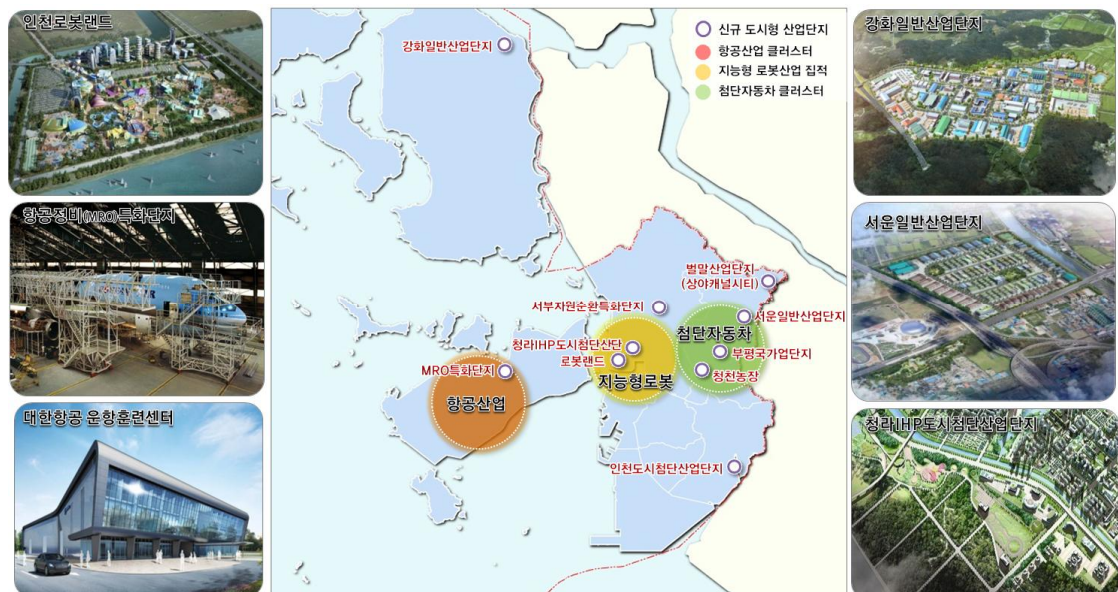 인천로봇랜드
항공정비(MRO)특화단지
대한항공 운항훈련센터
강화일반산업단지
신규 도시형 산업단지
항공산업 클러스터
지능형 로봇산업 집적
첨단자동차 클러스터
벌말산업단지
(상야캐널시티)
서부자원순환특화단지
서운일반산업단지
첨단자동차
청라IHP도시첨단산단
로봇랜드
부평국가업단지
MRO특화단지
지능형로봇
청천농장
항공산업
인천도시첨단산업단지
강화일반산업단지
서운일반산업단지
청라IHP도시첨단산업단지